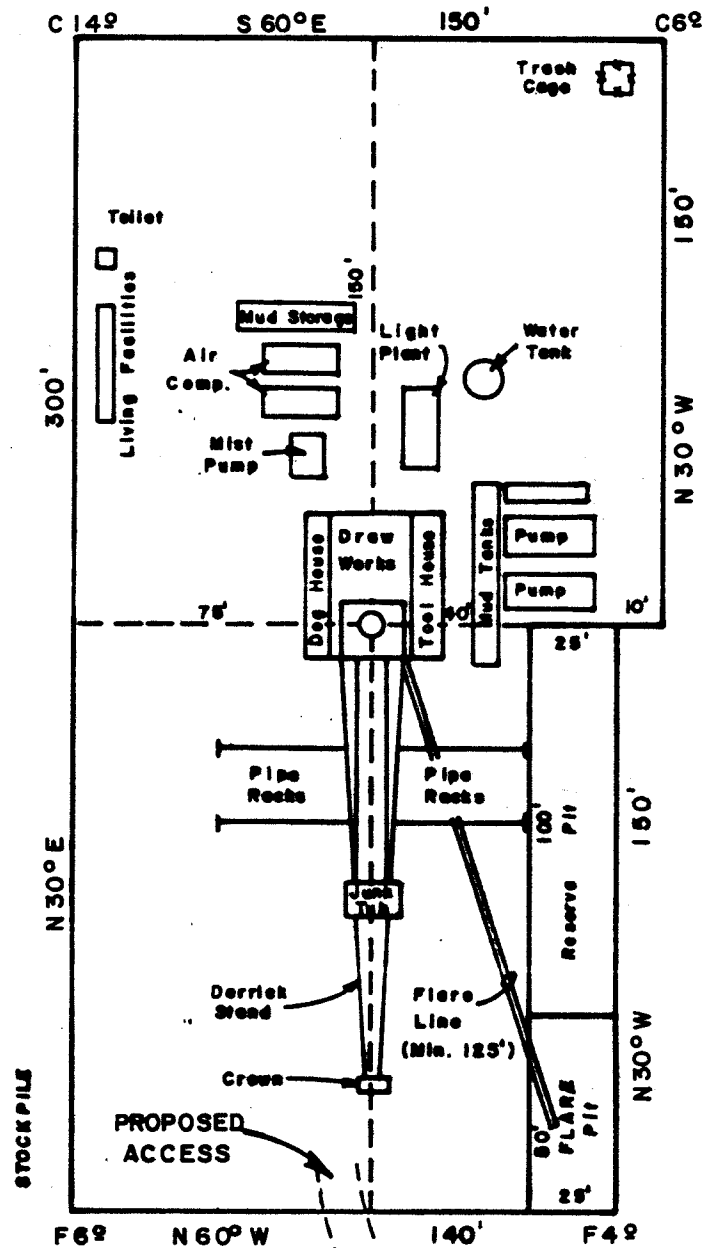 C 14º S 60° E 150' C6º
Trash
Cage
Toilet
150'
Living Facilities
300'
150'
Mud Storage
Air
Comp.
Light
Plant
Water
Tank
Mist
Pump
N 30° W
Dog House
Draw
Works
Tool House
Mud Tanks
Pump
Pump
75'
40'
10'
25'
Pipe
Racks
Pipe
Racks
100'
Pit
Reserve
150'
N 30° E
Junk
Tub
Derrick
Stand
Flare
Line
(Min. 125')
Crown
N 30° W
STOCKPILE
PROPOSED
ACCESS
50'
FLARE
Pit
25'
F6º N 60° W 140' F4º